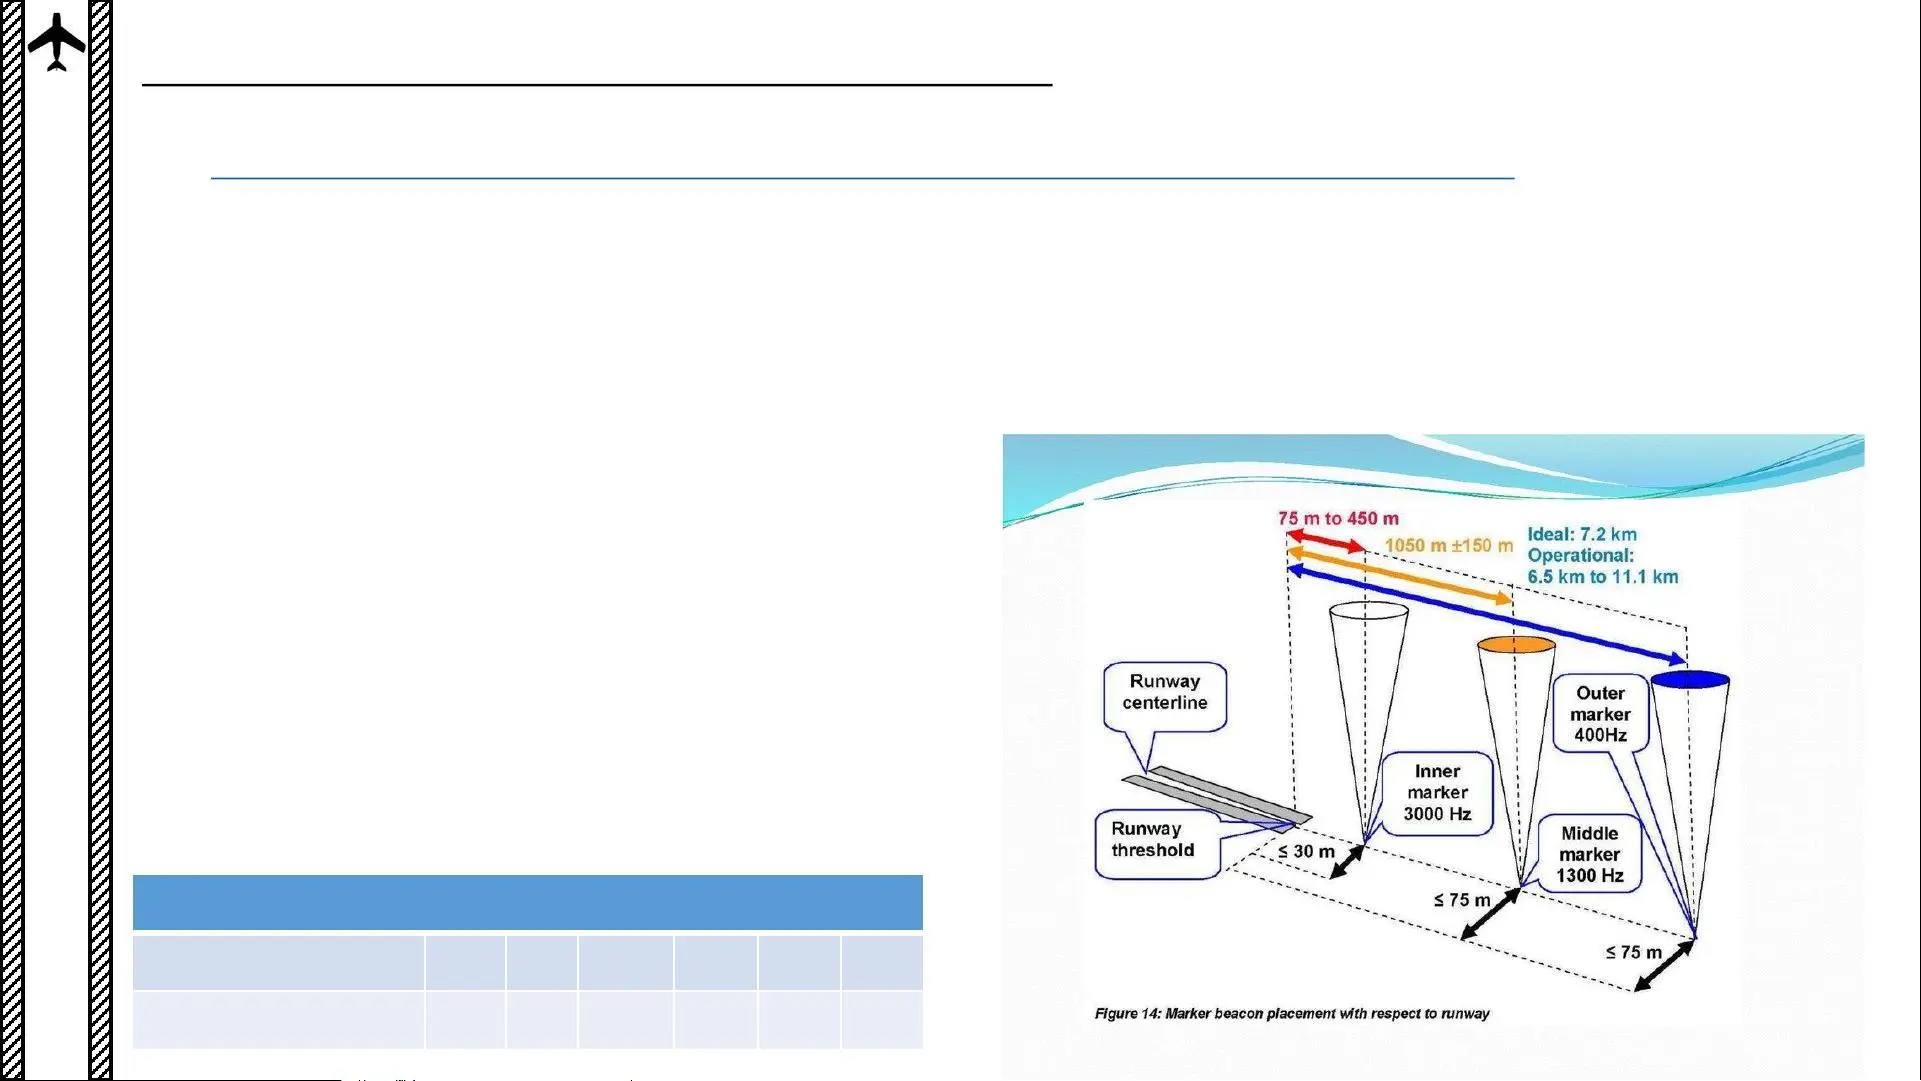 75 m to 450 m
1050 m ±150 m
Ideal: 7.2 km
Operational:
6.5 km to 11.1 km
Runway
centerline
Outer
marker
400Hz
Inner
marker
3000 Hz
Runway
threshold
Middle
marker
1300 Hz
≤ 30 m
≤ 75 m
≤ 75 m
Figure 14: Marker beacon placement with respect to runway